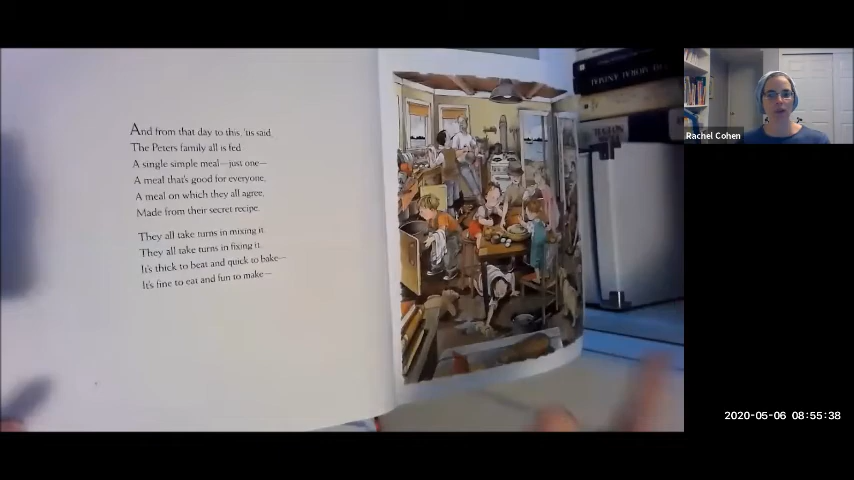 And from that day to this, 'tis said,
The Peters family all is fed
A single simple meal—just one—
A meal that's good for everyone,
A meal on which they all agree,
Made from their secret recipe.
They all take turns in mixing it.
They all take turns in fixing it.
It's thick to beat and quick to bake—
It's fine to eat and fun to make—
Rachel Cohen
2020-05-06 08:55:38